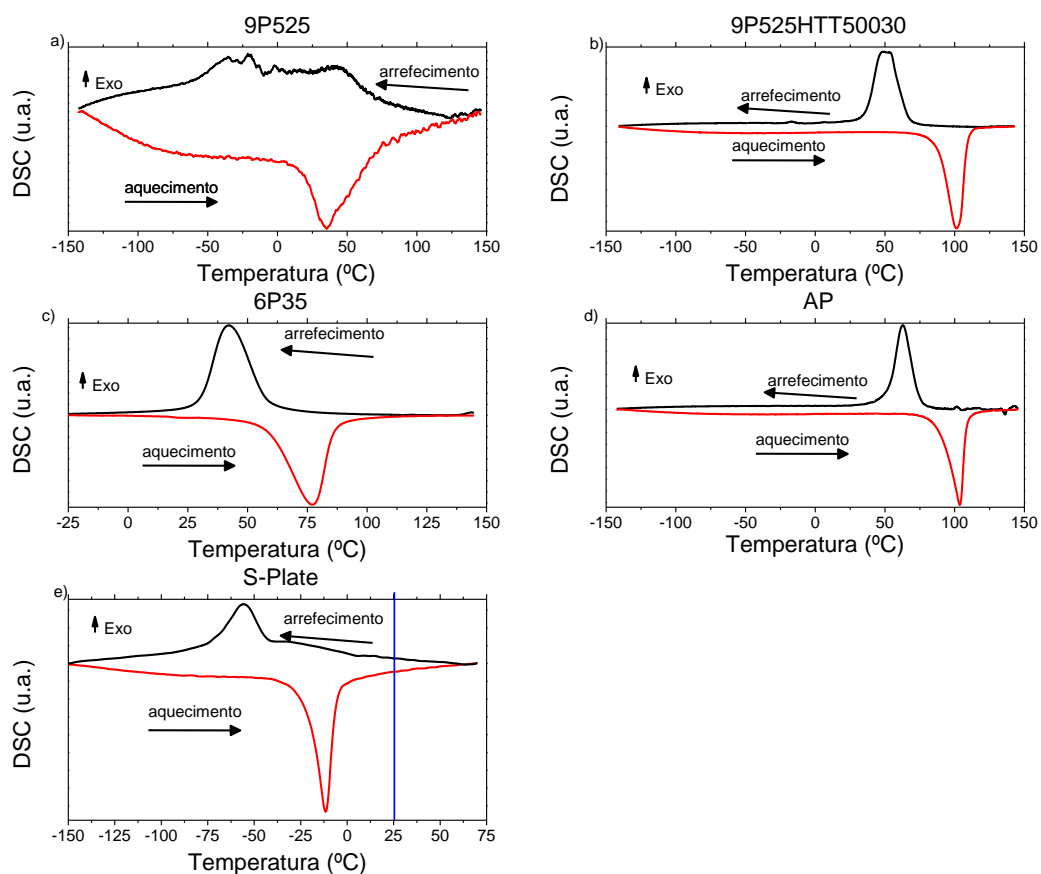 9P525
a)
Exo
arrefecimento
aquecimento
DSC (u.a.)
-150 -100 -50 0 50 100 150
Temperatura (ºC)
9P525HTT50030
b)
Exo
arrefecimento
aquecimento
DSC (u.a.)
-150 -100 -50 0 50 100 150
Temperatura (ºC)
6P35
c)
Exo
arrefecimento
aquecimento
DSC (u.a.)
-25 0 25 50 75 100 125 150
Temperatura (ºC)
AP
d)
Exo
arrefecimento
aquecimento
DSC (u.a.)
-150 -100 -50 0 50 100 150
Temperatura (ºC)
S-Plate
e)
Exo
arrefecimento
aquecimento
DSC (u.a.)
-150 -125 -100 -75 -50 -25 0 25 50 75
Temperatura (ºC)